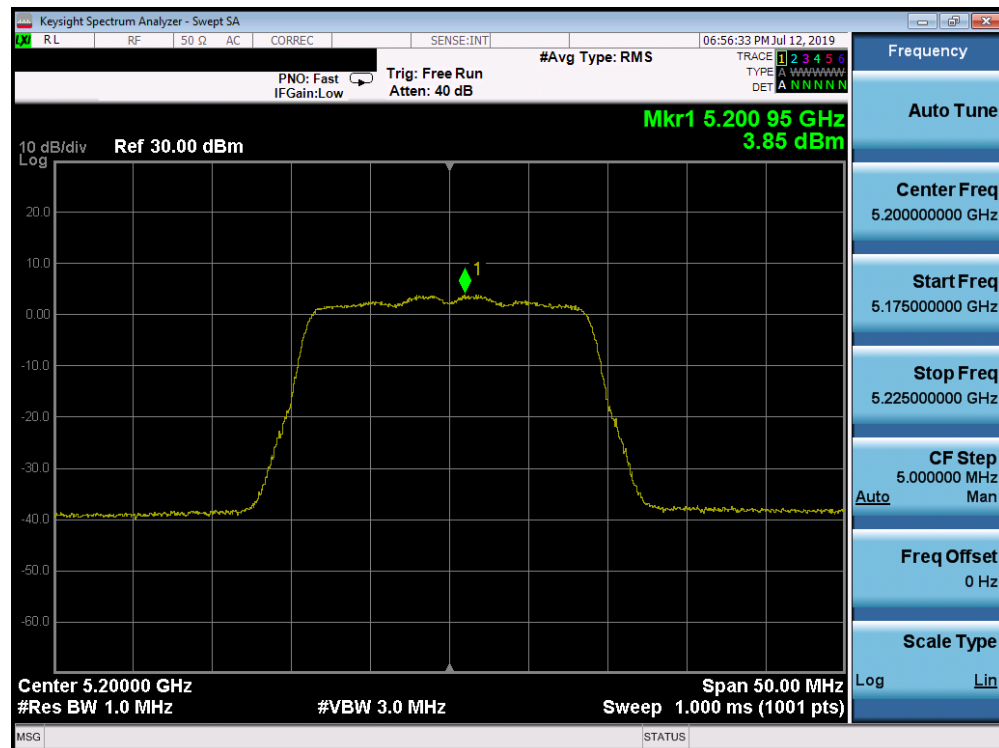 Keysight Spectrum Analyzer - Swept SA
LXI RL RF 50 Ω AC CORREC SENSE:INT 06:56:33 PM Jul 12, 2019
#Avg Type: RMS
TRACE 1 2 3 4 5 6
PNO: Fast Trig: Free Run TYPE A WWWWW
IFGain:Low Atten: 40 dB DET A N N N N N
Mkr1 5.200 95 GHz
3.85 dBm
10 dB/div Ref 30.00 dBm
Log
1
20.0
10.0
0.00
-10.0
-20.0
-30.0
-40.0
-50.0
-60.0
Center 5.20000 GHz Span 50.00 MHz
#Res BW 1.0 MHz #VBW 3.0 MHz Sweep 1.000 ms (1001 pts)
MSG STATUS
Frequency
Auto Tune
Center Freq
5.200000000 GHz
Start Freq
5.175000000 GHz
Stop Freq
5.225000000 GHz
CF Step
5.000000 MHz
Auto Man
Freq Offset
0 Hz
Scale Type
Log Lin